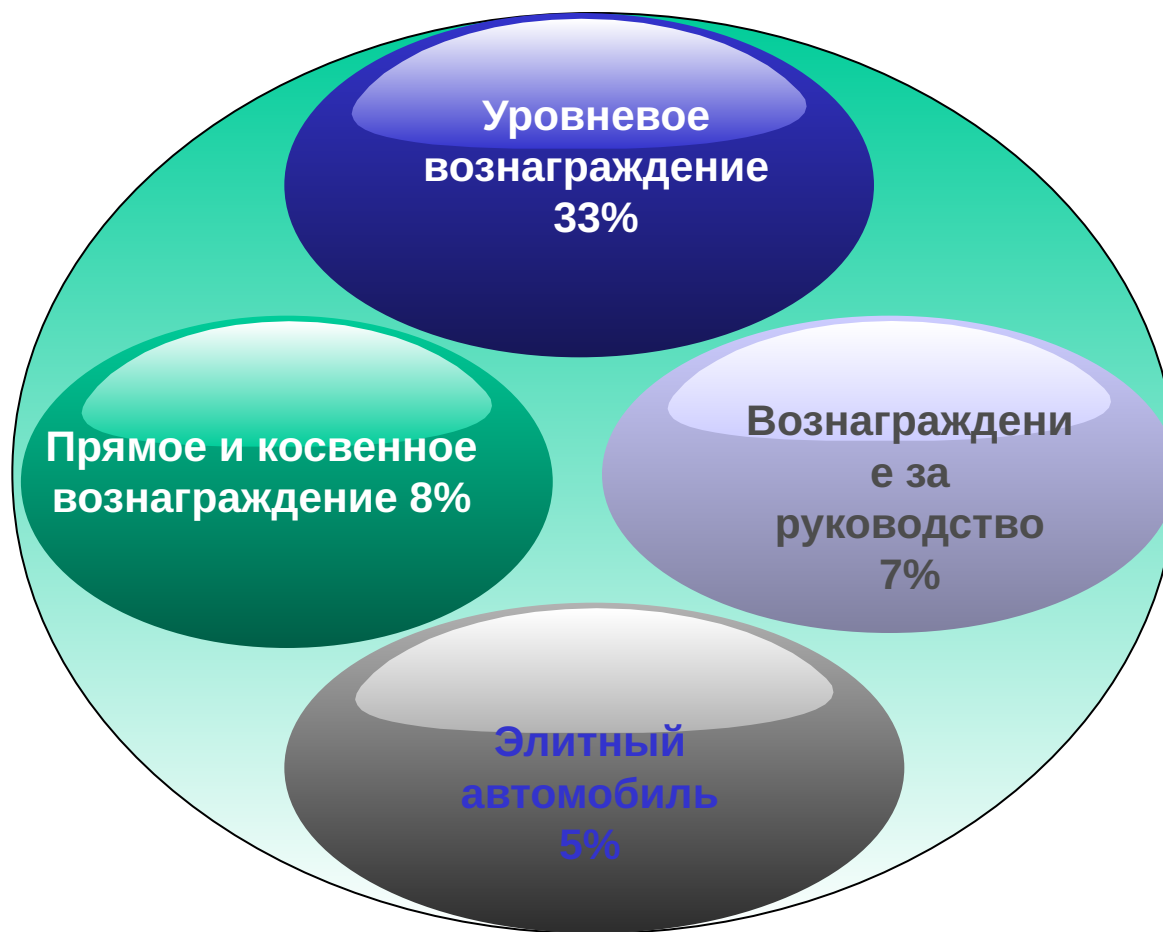 Уровневое
вознаграждение
33%
Прямое и косвенное
вознаграждение 8%
Вознаграждени
е за
руководство
7%
Элитный
автомобиль
5%